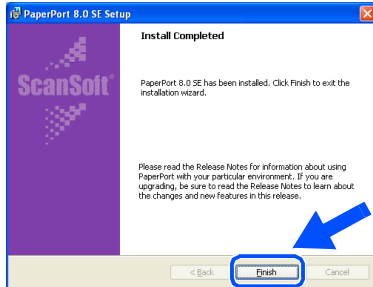 PaperPort 8.0 SE Setup
Install Completed
ScanSoft®
PaperPort 8.0 SE has been installed. Click Finish to exit the
installation wizard.
Please read the Release Notes for information about using
PaperPort with your particular environment. If you are
upgrading, be sure to read the Release Notes to learn about
the changes and new features in this release.
< Back
Finish
Cancel